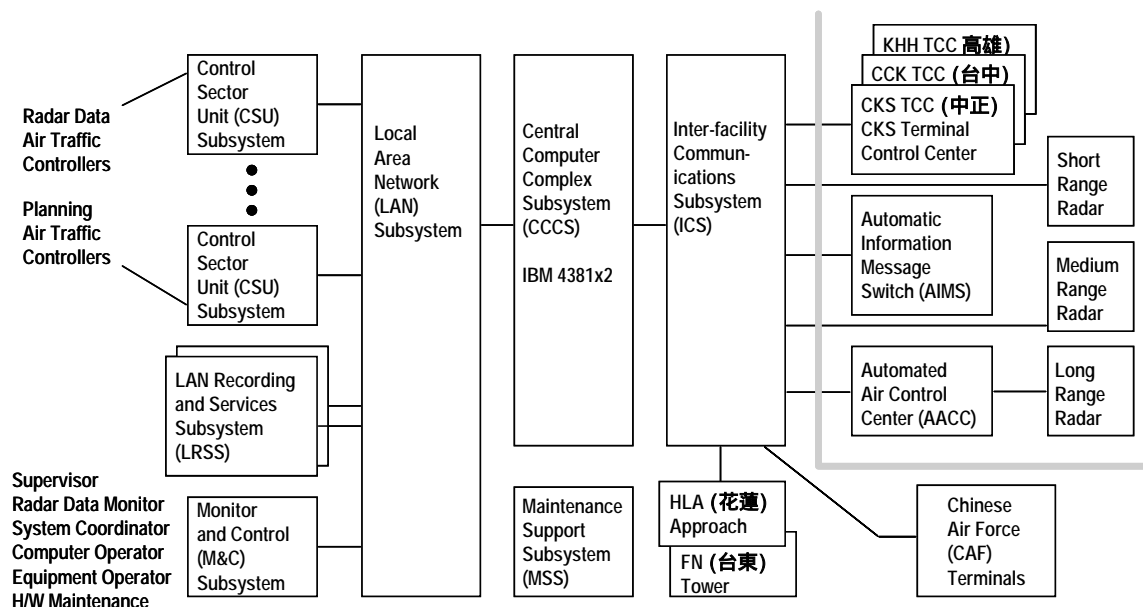 Radar Data
Air Traffic
Controllers
Planning
Air Traffic
Controllers
Control
Sector
Unit (CSU)
Subsystem
Control
Sector
Unit (CSU)
Subsystem
LAN Recording
and Services
Subsystem
(LRSS)
Supervisor
Radar Data Monitor
System Coordinator
Computer Operator
Equipment Operator
H/W Maintenance
Monitor
and Control
(M&C)
Subsystem
Local
Area
Network
(LAN)
Subsystem
Central
Computer
Complex
Subsystem
(CCCS)
IBM 4381x2
Maintenance
Support
Subsystem
(MSS)
Inter-facility
Commun-
ications
Subsystem
(ICS)
HLA (花蓮)
Approach
FN (台東)
Tower
KHH TCC 高雄)
CCK TCC (台中)
CKS TCC (中正)
CKS Terminal
Control Center
Short
Range
Radar
Automatic
Information
Message
Switch (AIMS)
Medium
Range
Radar
Automated
Air Control
Center (AACC)
Long
Range
Radar
Chinese
Air Force
(CAF)
Terminals